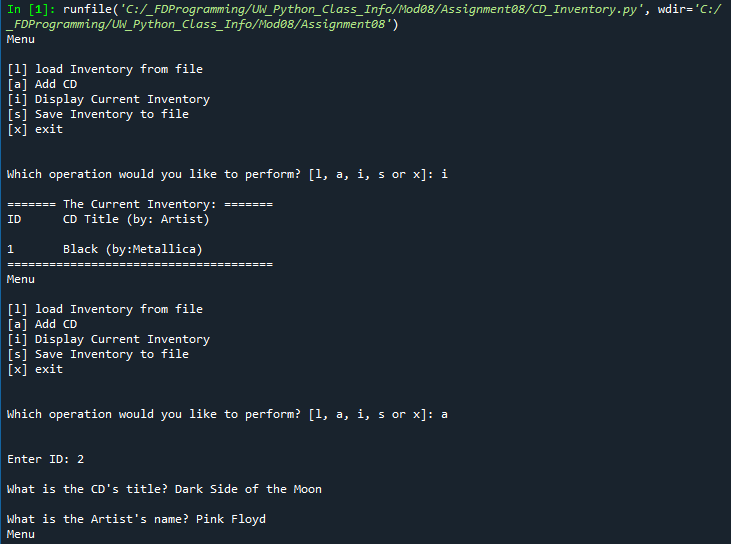 In [1]: runfile('C:/_FDProgramming/UW_Python_Class_Info/Mod08/Assignment08/CD_Inventory.py', wdir='C:/
_FDProgramming/UW_Python_Class_Info/Mod08/Assignment08')
Menu
[l] load Inventory from file
[a] Add CD
[i] Display Current Inventory
[s] Save Inventory to file
[x] exit
Which operation would you like to perform? [l, a, i, s or x]: i
======= The Current Inventory: =======
ID      CD Title (by: Artist)
1       Black (by:Metallica)
======================================
Menu
[l] load Inventory from file
[a] Add CD
[i] Display Current Inventory
[s] Save Inventory to file
[x] exit
Which operation would you like to perform? [l, a, i, s or x]: a
Enter ID: 2
What is the CD's title? Dark Side of the Moon
What is the Artist's name? Pink Floyd
Menu